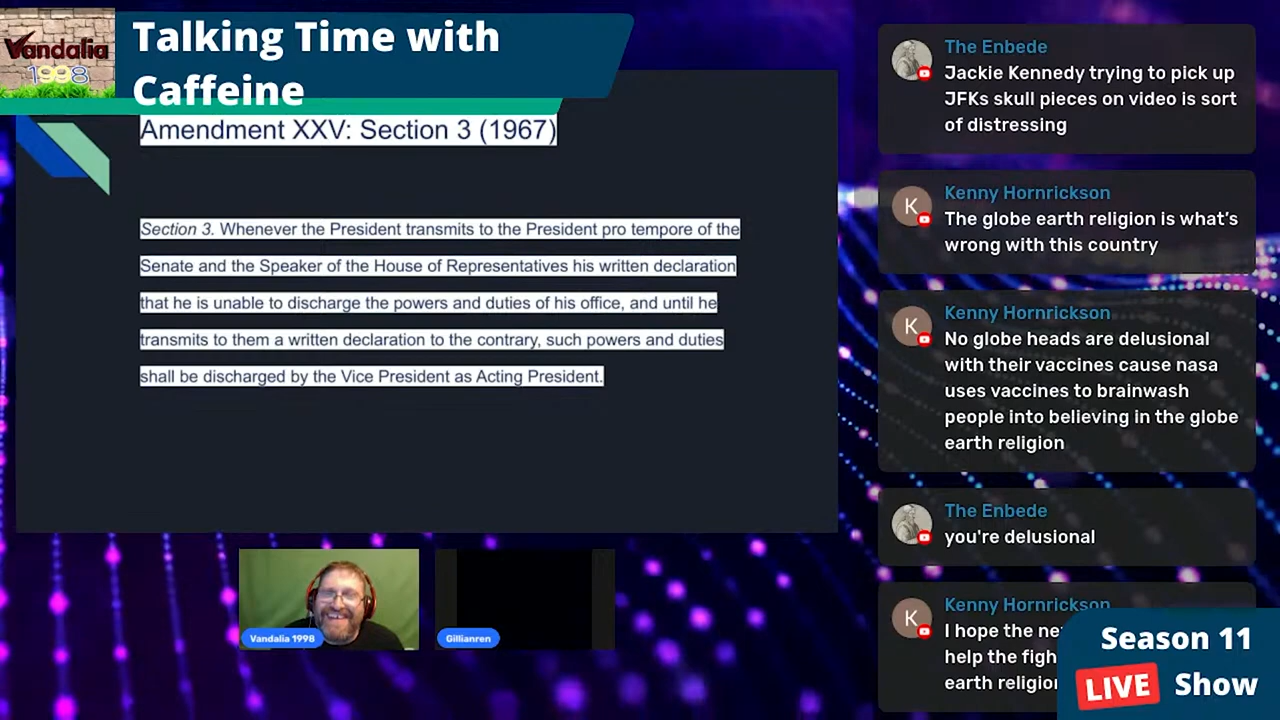 Vandalia
1998
Talking Time with
Caffeine
Amendment XXV: Section 3 (1967)
Section 3. Whenever the President transmits to the President pro tempore of the
Senate and the Speaker of the House of Representatives his written declaration
that he is unable to discharge the powers and duties of his office, and until he
transmits to them a written declaration to the contrary, such powers and duties
shall be discharged by the Vice President as Acting President.
Vandalia 1998
Gillianren
The Enbede
Jackie Kennedy trying to pick up
JFKs skull pieces on video is sort
of distressing
K
Kenny Hornrickson
The globe earth religion is what's
wrong with this country
K
Kenny Hornrickson
No globe heads are delusional
with their vaccines cause nasa
uses vaccines to brainwash
people into believing in the globe
earth religion
The Enbede
you're delusional
K
Kenny Hornrickson
I hope the
help the
earth
Season 11
LIVE Show